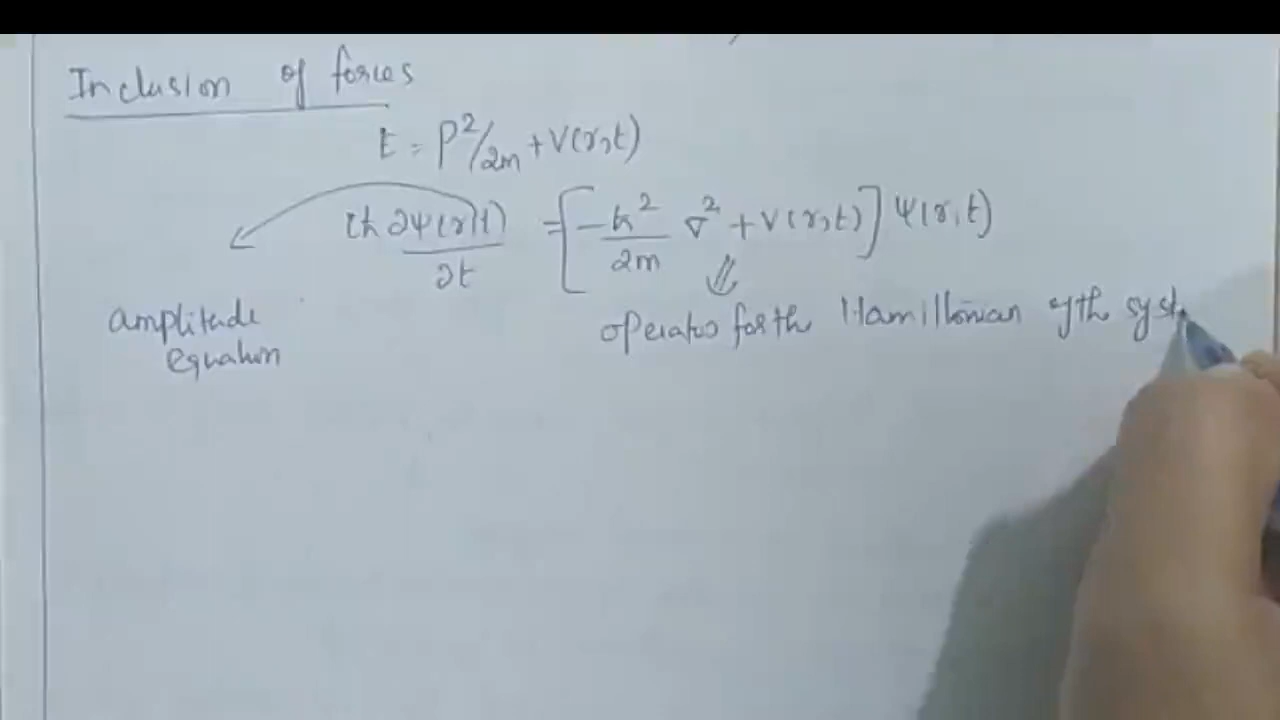 Inclusion of forces
E = P²/2m + V(r,t)
iħ ∂Ψ(r,t)/∂t = [-ħ²/2m ∇² + V(r,t)] Ψ(r,t)
amplitude
equation
operator for the Hamiltonian of the syst